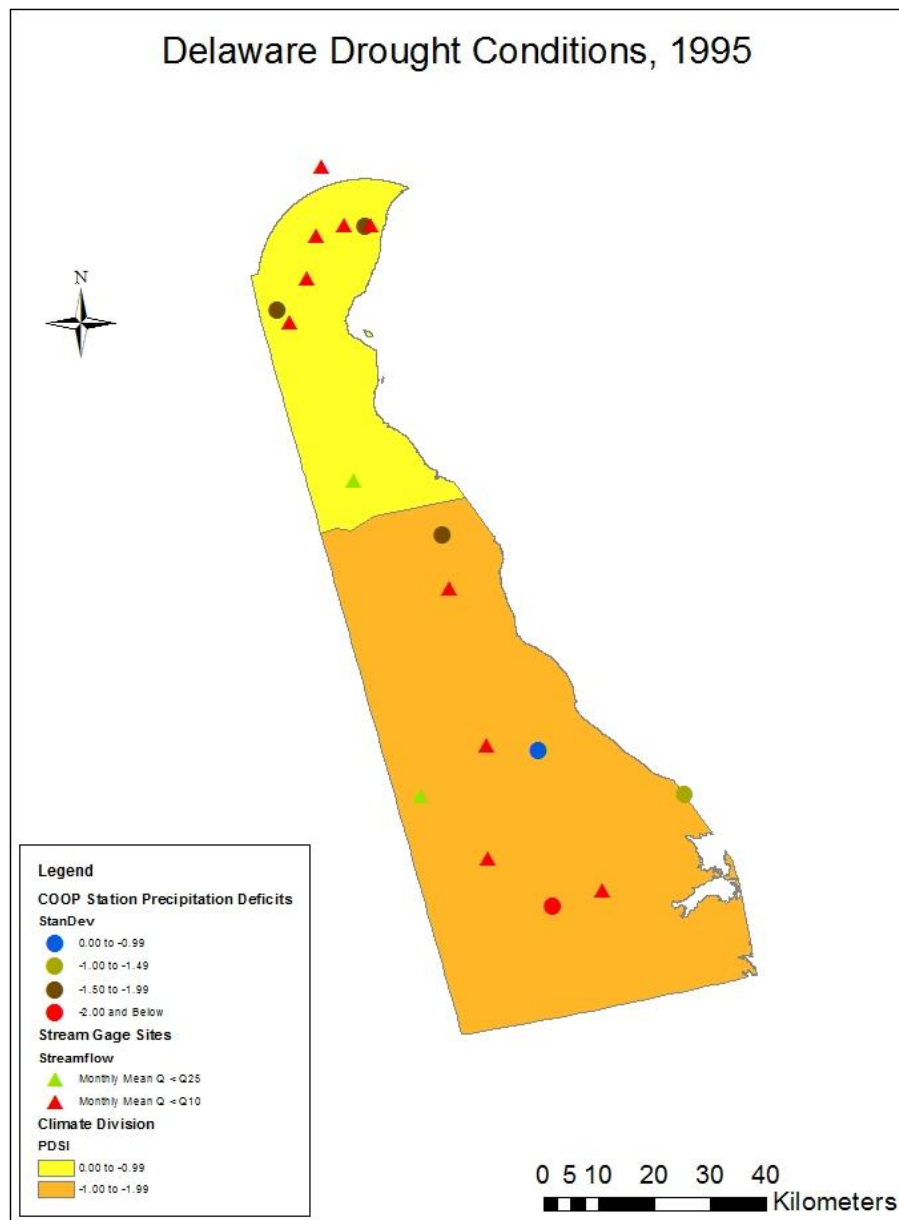 Delaware Drought Conditions, 1995
N
Legend
COOP Station Precipitation Deficits
StanDev
0.00 to -0.99
-1.00 to -1.49
-1.50 to -1.99
-2.00 and Below
Stream Gage Sites
Streamflow
Monthly Mean Q < Q25
Monthly Mean Q < Q10
Climate Division
PDSI
0.00 to -0.99
-1.00 to -1.99
0 5 10 20 30 40
Kilometers